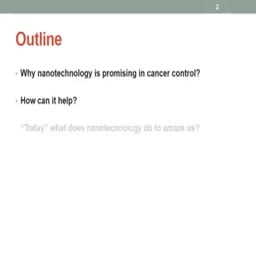 2
Outline
Why nanotechnology is promising in cancer control?
How can it help?
"Today" what does nanotechnology do to amaze us?